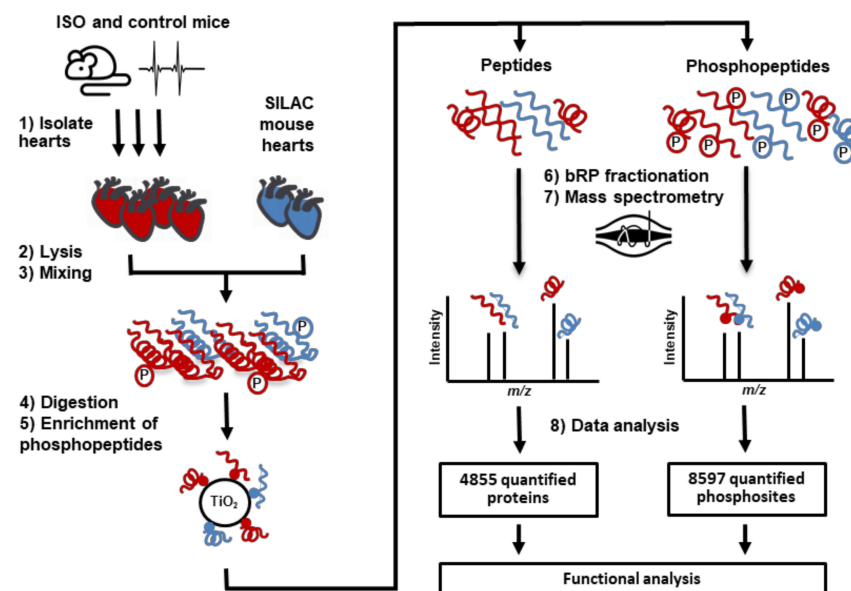 ISO and control mice
1) Isolate
hearts
SILAC
mouse
hearts
2) Lysis
3) Mixing
P
P
P
4) Digestion
5) Enrichment of
phosphopeptides
TiO₂
Peptides
Phosphopeptides
P
P
P
P
P
P
P
6) bRP fractionation
7) Mass spectrometry
Intensity
m/z
Intensity
m/z
8) Data analysis
4855 quantified
proteins
8597 quantified
phosphosites
Functional analysis